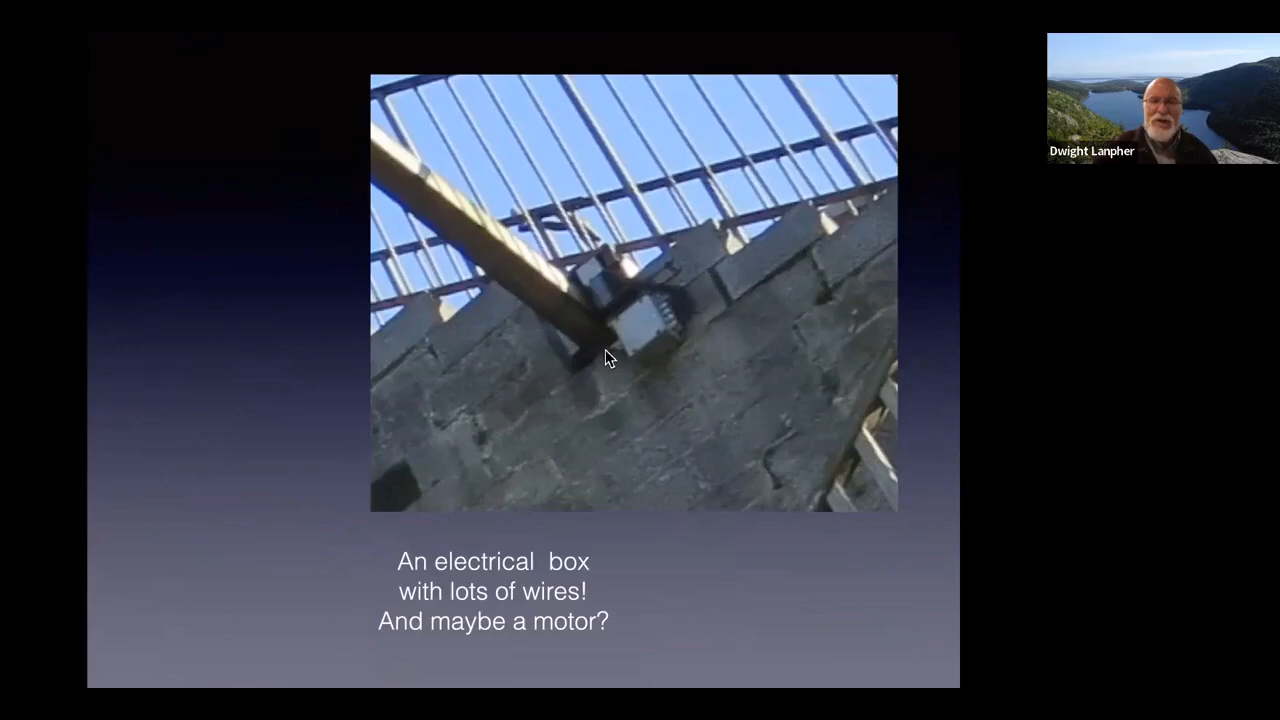 Dwight Lanpher
An electrical box
with lots of wires!
And maybe a motor?